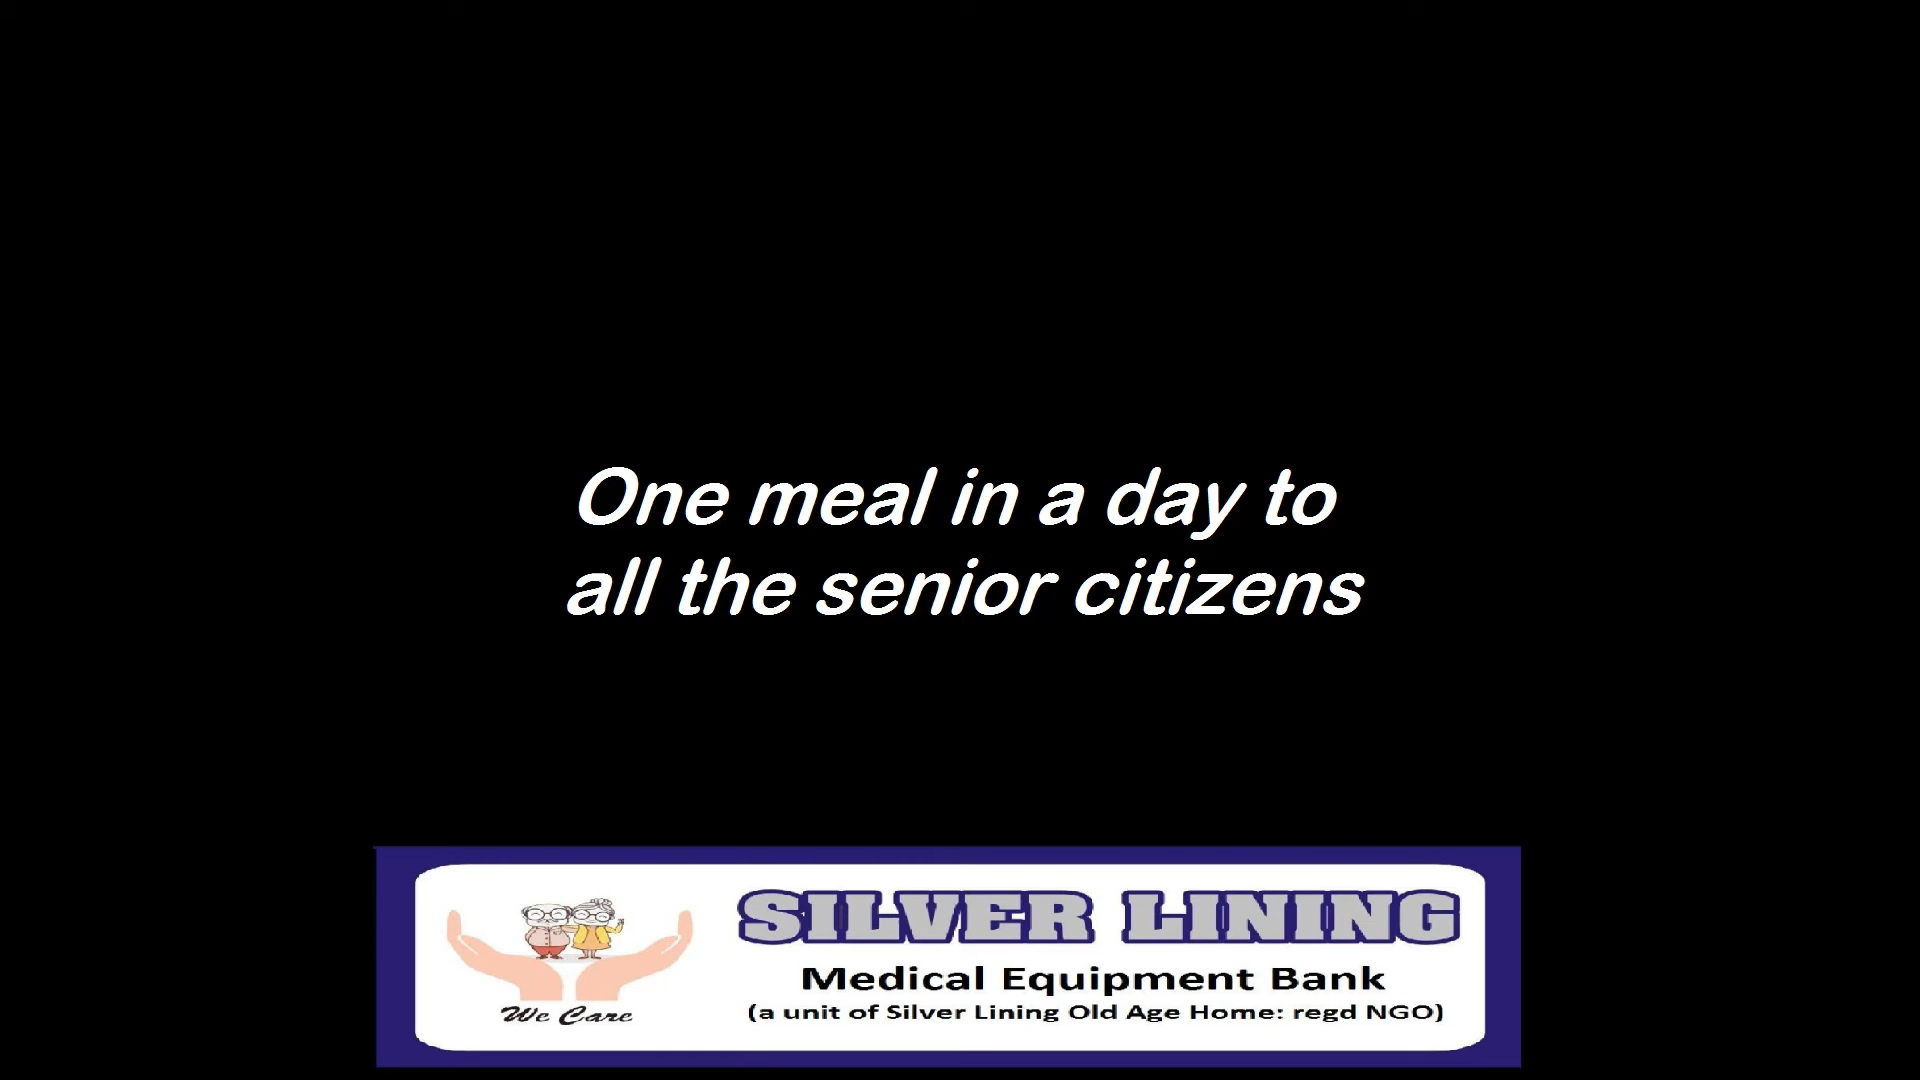 One meal in a day to
all the senior citizens
SILVER LINING
Medical Equipment Bank
(a unit of Silver Lining Old Age Home: regd NGO)
We Care